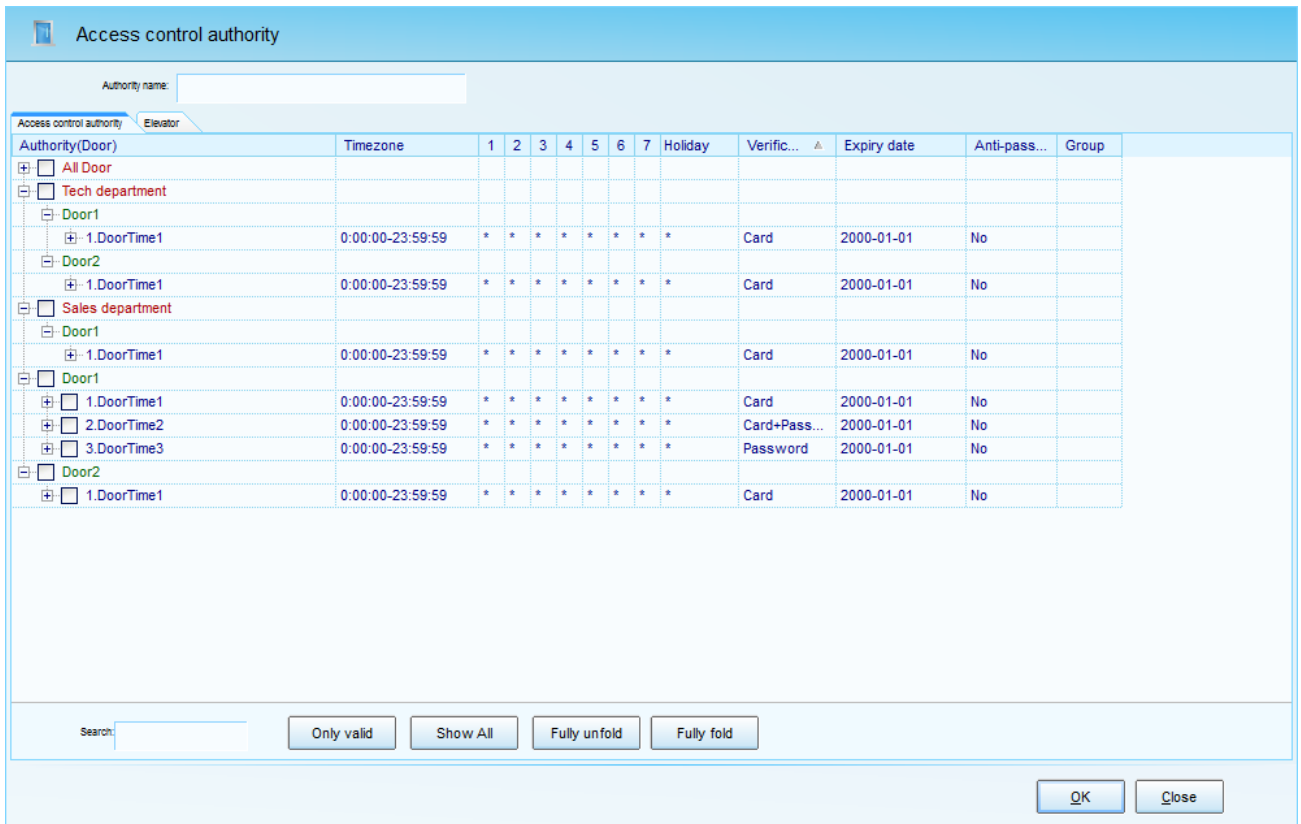 Access control authority
Authority name:
Access control authority Elevator
Authority(Door) Timezone 1 2 3 4 5 6 7 Holiday Verific... Expiry date Anti-pass... Group
All Door
Tech department
Door1
1.DoorTime1 0:00:00-23:59:59 * * * * * * * * Card 2000-01-01 No
Door2
1.DoorTime1 0:00:00-23:59:59 * * * * * * * * Card 2000-01-01 No
Sales department
Door1
1.DoorTime1 0:00:00-23:59:59 * * * * * * * * Card 2000-01-01 No
Door1
1.DoorTime1 0:00:00-23:59:59 * * * * * * * * Card 2000-01-01 No
2.DoorTime2 0:00:00-23:59:59 * * * * * * * * Card+Pass... 2000-01-01 No
3.DoorTime3 0:00:00-23:59:59 * * * * * * * * Password 2000-01-01 No
Door2
1.DoorTime1 0:00:00-23:59:59 * * * * * * * * Card 2000-01-01 No
Search: Only valid Show All Fully unfold Fully fold
OK Close